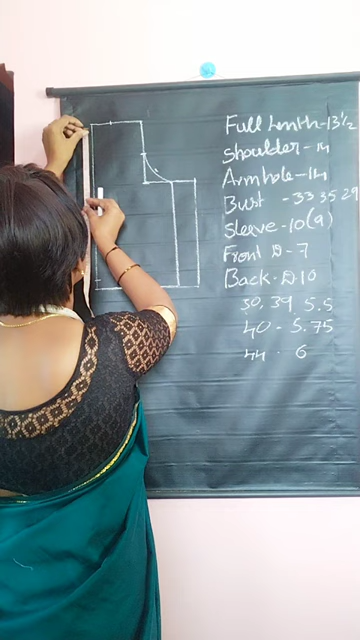 Full Lenth-13½
Shoulder-14
Armhole-14
Bust -33 35 29
Sleeve-10(9)
Front D-7
Back-D.10
30, 39 5.5
40 - 5.75
44 - 6